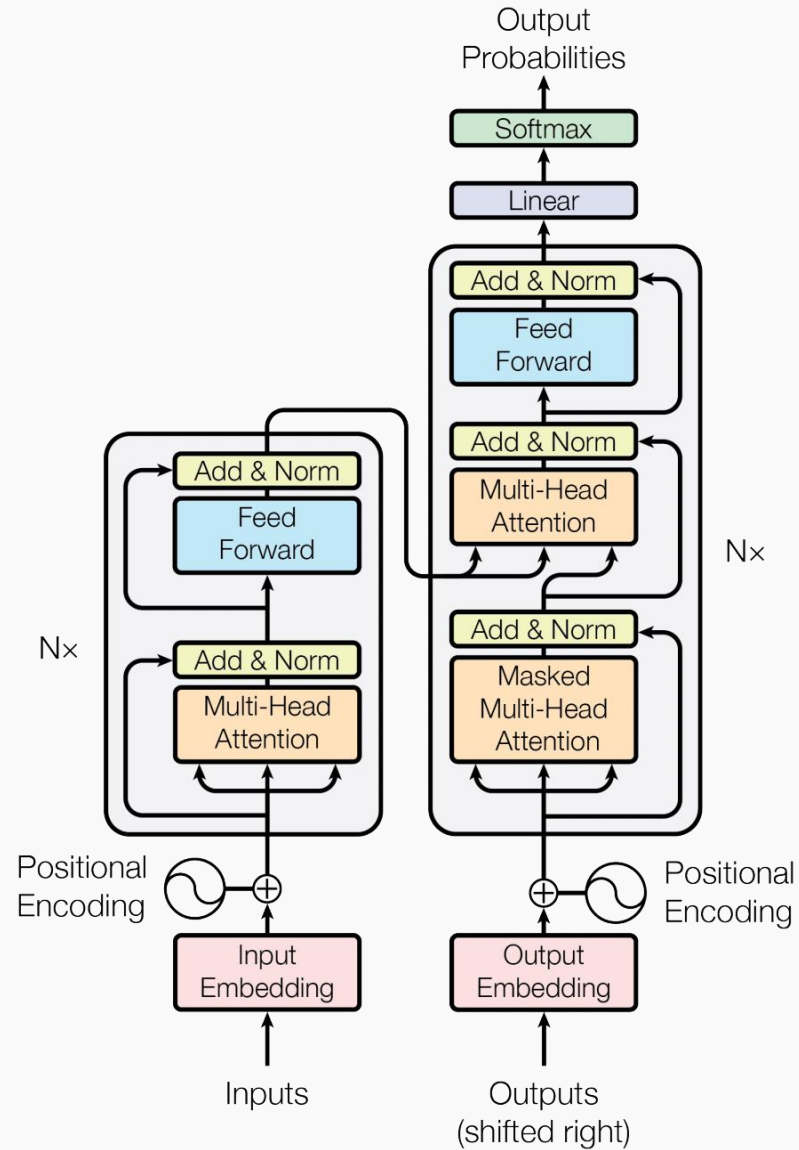 Output
Probabilities
Softmax
Linear
Add & Norm
Feed
Forward
Add & Norm
Multi-Head
Attention
Nx
Add & Norm
Masked
Multi-Head
Attention
Add & Norm
Feed
Forward
Nx
Add & Norm
Multi-Head
Attention
Positional
Encoding
Positional
Encoding
Input
Embedding
Output
Embedding
Inputs
Outputs
(shifted right)